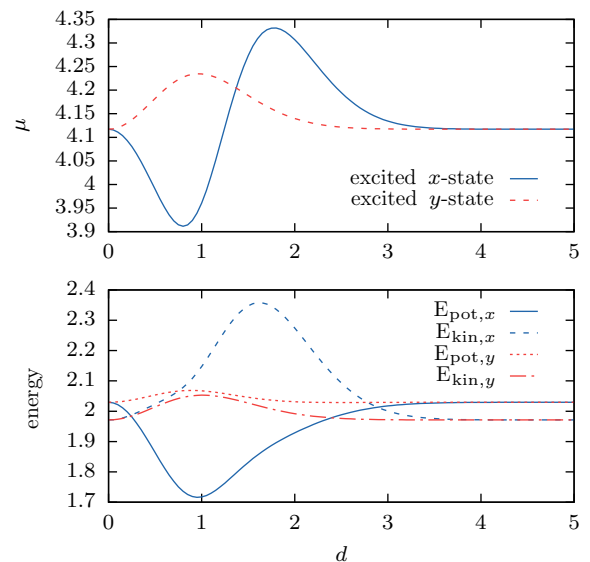 4.35
4.3
4.25
4.2
4.15
4.1
4.05
4
3.95
3.9
μ
excited x-state
excited y-state
0 1 2 3 4 5
2.4
2.3
2.2
2.1
2
1.9
1.8
1.7
energy
E_pot,x
E_kin,x
E_pot,y
E_kin,y
0 1 2 3 4 5
d